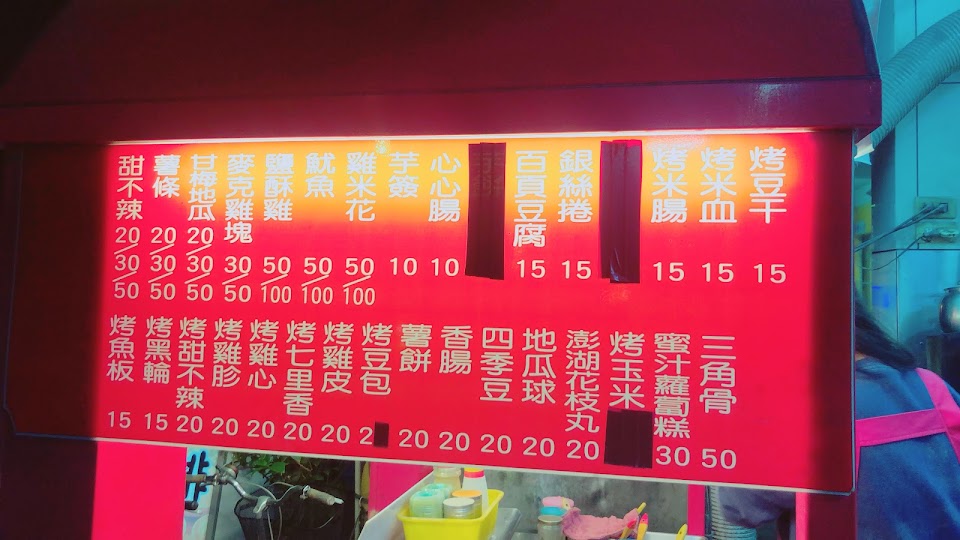 烤豆干 15
烤米血 15
烤米腸 15
銀絲捲 15
百頁豆腐 15
心心腸 10
芋簽 10
雞米花 50/100
魷魚 50/100
鹽酥雞 50/100
麥克雞塊 30/50
甘梅地瓜 20/30/50
薯條 20/30/50
甜不辣 20/30/50
三角骨 50
蜜汁蘿蔔糕 30
烤玉米
澎湖花枝丸 20
地瓜球 20
四季豆 20
香腸 20
薯餅 20
烤豆包 2
烤雞皮 20
烤七里香 20
烤雞心 20
烤雞胗 20
烤甜不辣 20
烤黑輪 15
烤魚板 15